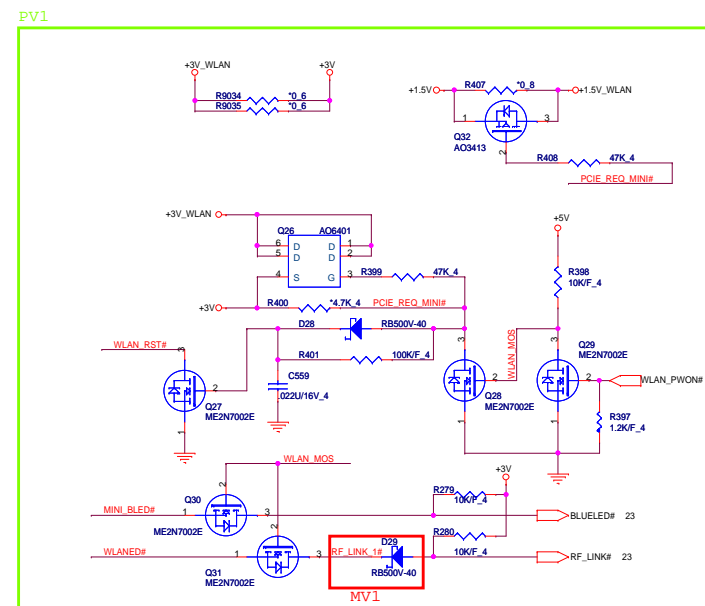 PV1
+3V_WLAN +3V
R9034 *0_6
R9035 *0_6
R407 *0_8
+1.5V +1.5V_WLAN
1 3
Q32
AO3413
2
R408 47K_4
PCIE_REQ_MINI#
+3V_WLAN
Q26 AO6401
6 D D 1
5 D D 2
4 S G 3
R399 47K_4
+5V
R398
10K/F_4
+3V R400 *4.7K_4 PCIE_REQ_MINI#
D28 RB500V-40
R401 100K/F_4
WLAN_RST#
3
2
1
Q27
ME2N7002E
C559
.022U/16V_4
3
2
1
Q28
ME2N7002E
WLAN_MOS
3
2
1
Q29
ME2N7002E
WLAN_PWON#
R397
1.2K/F_4
WLAN_MOS
+3V
2
Q30
MINI_BLED# 1 3
ME2N7002E
R279
10K/F_4
BLUELED# 23
2
WLANED# 1 3
Q31
ME2N7002E
RF_LINK_1#
D29
RB500V-40
R280
10K/F_4
RF_LINK# 23
MV1